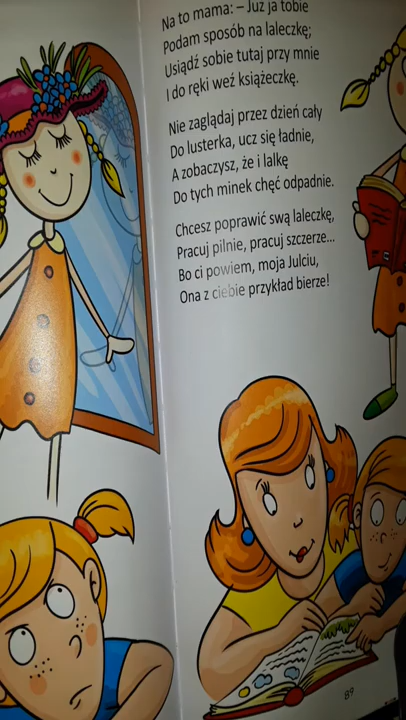 Na to mama: – Już ja tobie
Podam sposób na laleczkę;
Usiądź sobie tutaj przy mnie
I do ręki weź książeczkę.
Nie zaglądaj przez dzień cały
Do lusterka, ucz się ładnie,
A zobaczysz, że i lalkę
Do tych minek chęć odpadnie.
Chcesz poprawić swą laleczkę,
Pracuj pilnie, pracuj szczerze...
Bo ci powiem, moja Julciu,
Ona z ciebie przykład bierze!
89